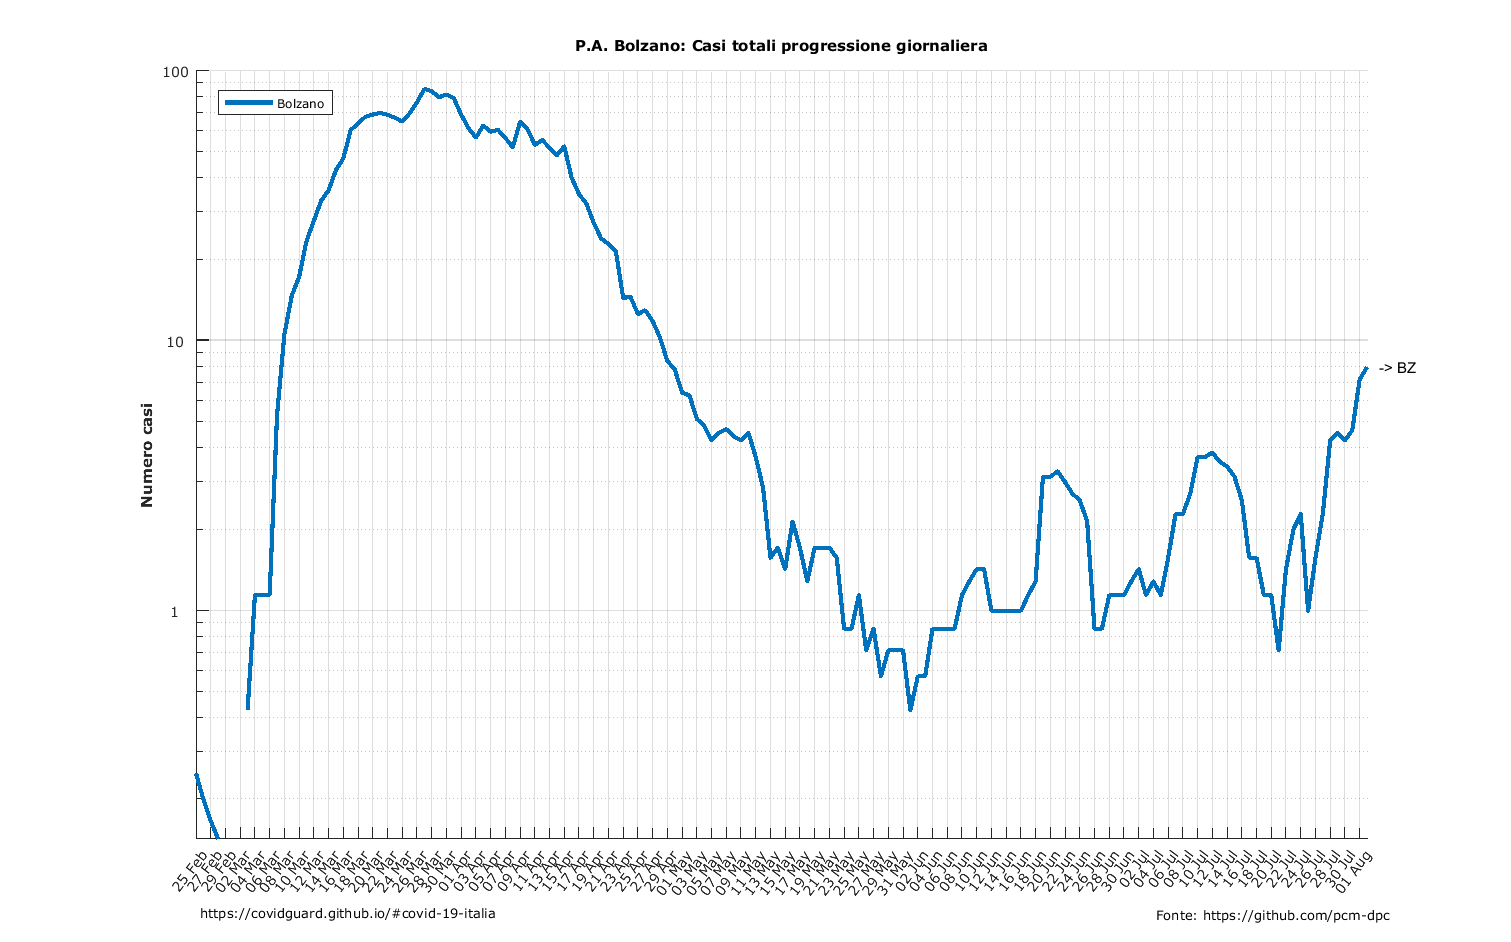 P.A. Bolzano: Casi totali progressione giornaliera
100
Bolzano
10
-> BZ
Numero casi
1
25 Feb
27 Feb
29 Feb
02 Mar
04 Mar
06 Mar
08 Mar
10 Mar
12 Mar
14 Mar
16 Mar
18 Mar
20 Mar
22 Mar
24 Mar
26 Mar
28 Mar
30 Mar
01 Apr
03 Apr
05 Apr
07 Apr
09 Apr
11 Apr
13 Apr
15 Apr
17 Apr
19 Apr
21 Apr
23 Apr
25 Apr
27 Apr
29 Apr
01 May
03 May
05 May
07 May
09 May
11 May
13 May
15 May
17 May
19 May
21 May
23 May
25 May
27 May
29 May
31 May
02 Jun
04 Jun
06 Jun
08 Jun
10 Jun
12 Jun
14 Jun
16 Jun
18 Jun
20 Jun
22 Jun
24 Jun
26 Jun
28 Jun
30 Jun
02 Jul
04 Jul
06 Jul
08 Jul
10 Jul
12 Jul
14 Jul
16 Jul
18 Jul
20 Jul
22 Jul
24 Jul
26 Jul
28 Jul
30 Jul
01 Aug
https://covidguard.github.io/#covid-19-italia
Fonte: https://github.com/pcm-dpc